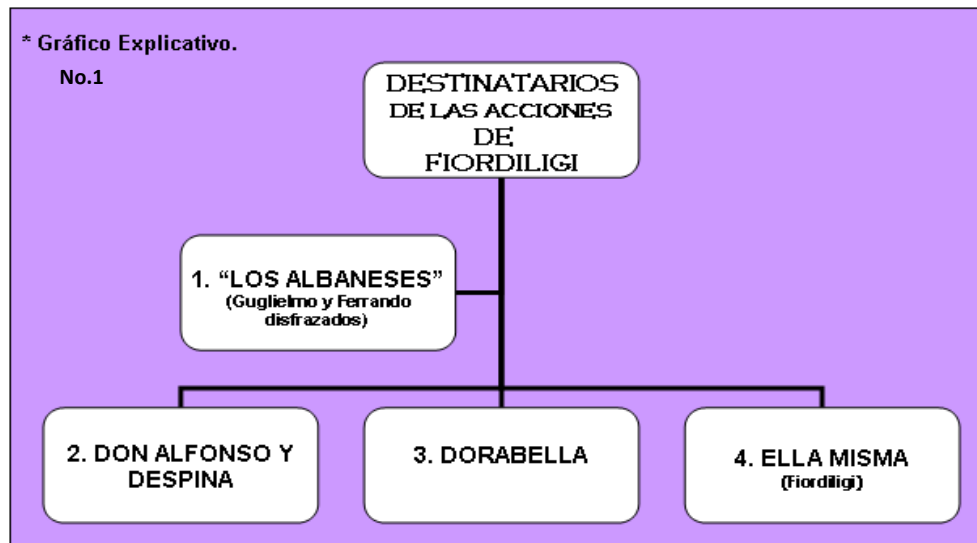 * Gráfico Explicativo.
No.1
DESTINATARIOS
DE LAS ACCIONES
DE
FIORDILIGI
1. “LOS ALBANESES”
(Guglielmo y Ferrando
disfrazados)
2. DON ALFONSO Y
DESPINA
3. DORABELLA
4. ELLA MISMA
(Fiordiligi)